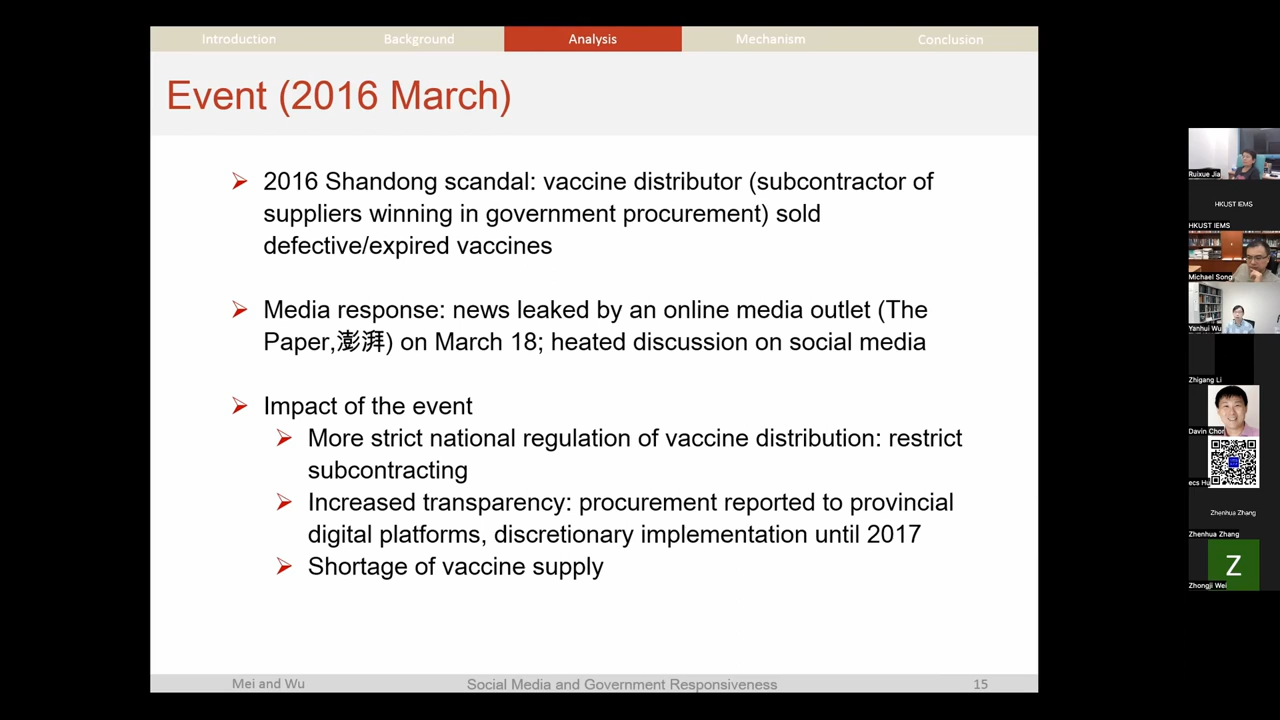 Introduction
Background
Analysis
Mechanism
Conclusion
Event (2016 March)
2016 Shandong scandal: vaccine distributor (subcontractor of
suppliers winning in government procurement) sold
defective/expired vaccines
Media response: news leaked by an online media outlet (The
Paper,澎湃) on March 18; heated discussion on social media
Impact of the event
More strict national regulation of vaccine distribution: restrict
subcontracting
Increased transparency: procurement reported to provincial
digital platforms, discretionary implementation until 2017
Shortage of vaccine supply
Mei and Wu
Social Media and Government Responsiveness
15
Ruixue Jia
HKUST IEMS
HKUST IEMS
Michael Song
Yanhui Wu
Zhigang Li
Davin Chor
ecs Hu
Zhenhua Zhang
Zhenhua Zhang
Z
Zhongji Wei